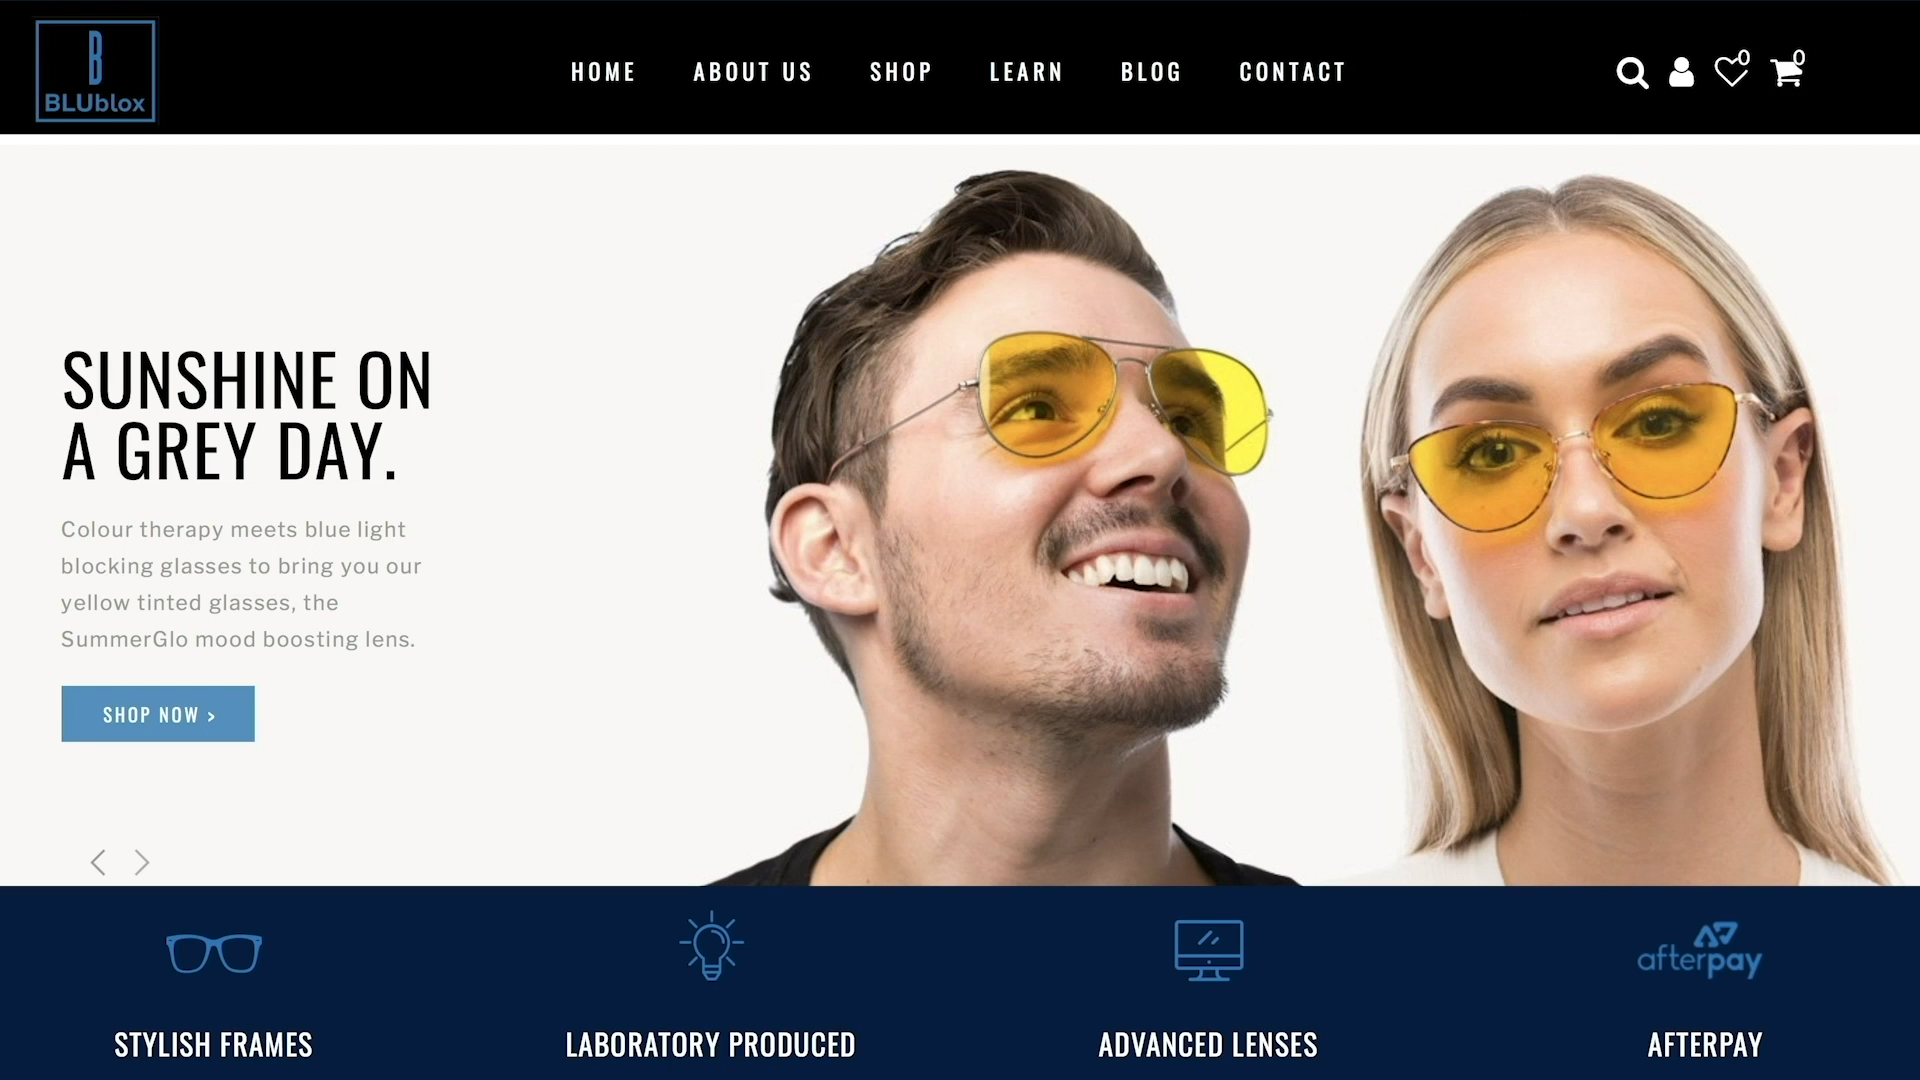 B
BLUblox
HOME ABOUT US SHOP LEARN BLOG CONTACT
0 0
SUNSHINE ON
A GREY DAY.
Colour therapy meets blue light
blocking glasses to bring you our
yellow tinted glasses, the
SummerGlo mood boosting lens.
SHOP NOW >
afterpay
STYLISH FRAMES LABORATORY PRODUCED ADVANCED LENSES AFTERPAY